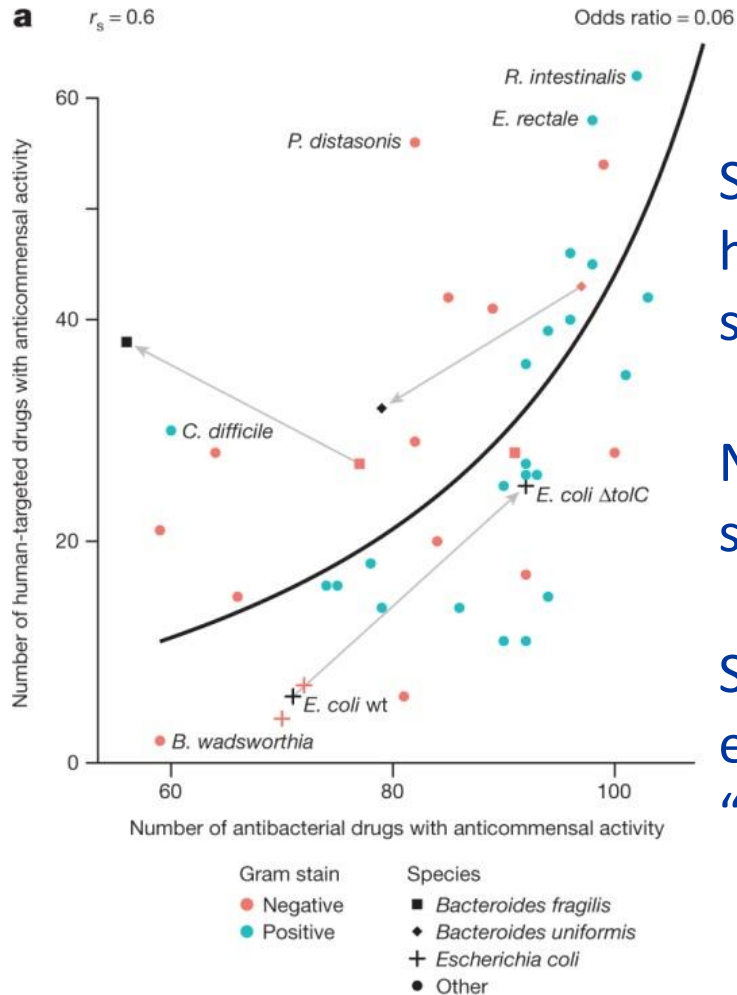 a
r_s = 0.6
Odds ratio = 0.06
Number of human-targeted drugs with anticommensal activity
60
40
20
0
R. intestinalis
E. rectale
P. distasonis
C. difficile
E. coli ΔtolC
E. coli wt
B. wadsworthia
60 80 100
Number of antibacterial drugs with anticommensal activity
Gram stain
Negative
Positive
Species
Bacteroides fragilis
Bacteroides uniformis
Escherichia coli
Other
S
h
s
N
s
S
e
“